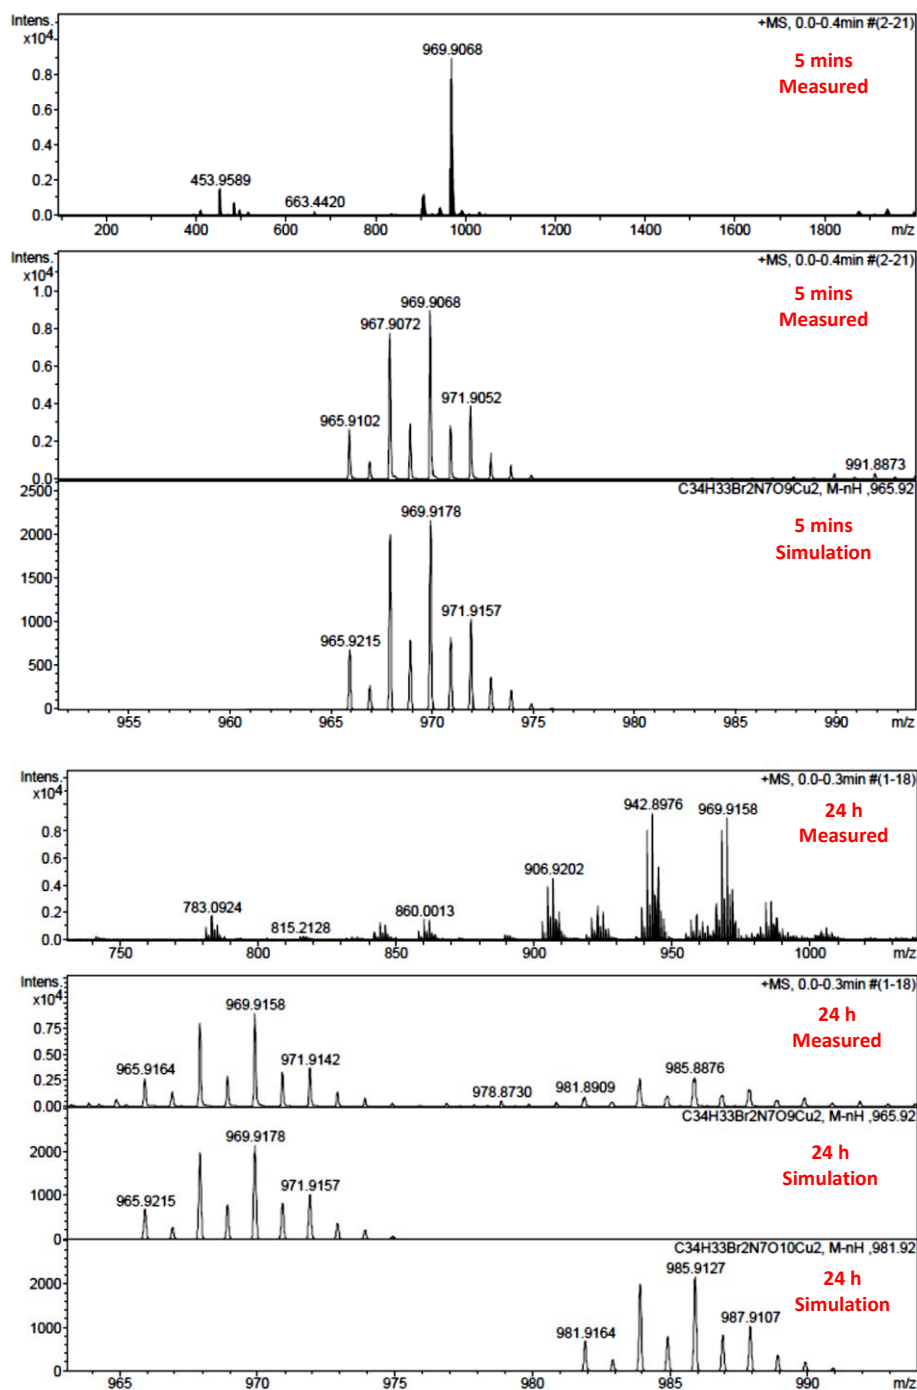 Intens.
x10⁴
+MS, 0.0-0.4min #(2-21)
969.9068
5 mins
Measured
0.8
0.6
0.4
0.2
0.0
453.9589
663.4420
200 400 600 800 1000 1200 1400 1600 1800 m/z
Intens.
x10⁴
+MS, 0.0-0.4min #(2-21)
5 mins
Measured
1.0
0.8
0.6
0.4
0.2
0.0
969.9068
967.9072
971.9052
965.9102
991.8873
C34H33Br2N7O9Cu2, M-nH ,965.92
5 mins
Simulation
2500
2000
1500
1000
500
0
969.9178
971.9157
965.9215
955 960 965 970 975 980 985 990 m/z
Intens.
x10⁴
+MS, 0.0-0.3min #(1-18)
24 h
Measured
0.8
0.6
0.4
0.2
0.0
942.8976
969.9158
906.9202
783.0924
815.2128
860.0013
750 800 850 900 950 1000 m/z
Intens.
x10⁴
+MS, 0.0-0.3min #(1-18)
24 h
Measured
0.75
0.50
0.25
0.00
969.9158
965.9164
971.9142
978.8730
981.8909
985.8876
C34H33Br2N7O9Cu2, M-nH ,965.92
24 h
Simulation
2000
1000
0
969.9178
965.9215
971.9157
C34H33Br2N7O10Cu2, M-nH ,981.92
24 h
Simulation
2000
1000
0
985.9127
981.9164
987.9107
965 970 975 980 985 990 m/z